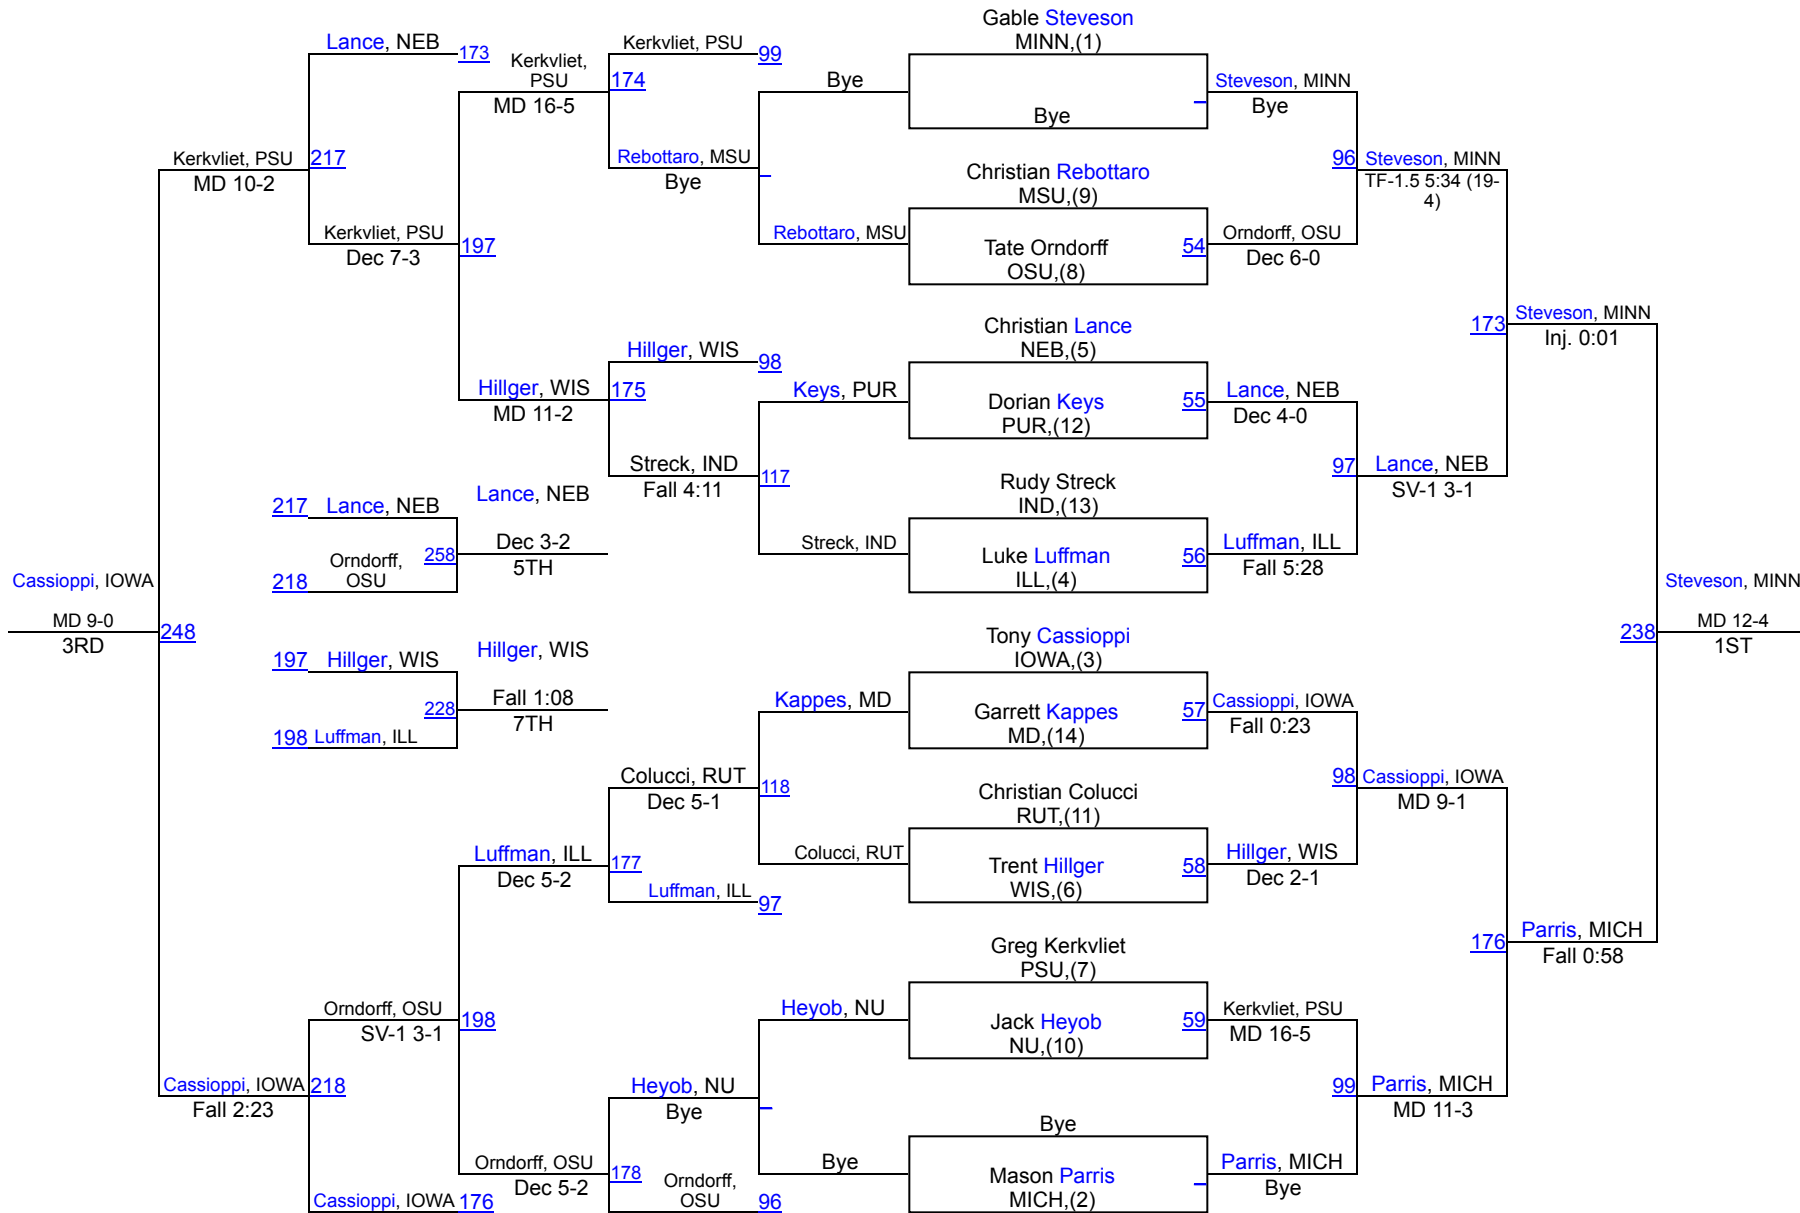 Gable Steveson
MINN,(1)
Bye
Christian Rebottaro
MSU,(9)
Tate Orndorff
OSU,(8)
Christian Lance
NEB,(5)
Dorian Keys
PUR,(12)
Rudy Streck
IND,(13)
Luke Luffman
ILL,(4)
Tony Cassioppi
IOWA,(3)
Garrett Kappes
MD,(14)
Christian Colucci
RUT,(11)
Trent Hillger
WIS,(6)
Greg Kerkvliet
PSU,(7)
Jack Heyob
NU,(10)
Bye
Mason Parris
MICH,(2)
Steveson, MINN
Bye
54
Orndorff, OSU
Dec 6-0
55
Lance, NEB
Dec 4-0
56
Luffman, ILL
Fall 5:28
57
Cassioppi, IOWA
Fall 0:23
58
Hillger, WIS
Dec 2-1
59
Kerkvliet, PSU
MD 16-5
Parris, MICH
Bye
96
Steveson, MINN
TF-1.5 5:34 (19-
4)
97
Lance, NEB
SV-1 3-1
98
Cassioppi, IOWA
MD 9-1
99
Parris, MICH
MD 11-3
173
Steveson, MINN
Inj. 0:01
176
Parris, MICH
Fall 0:58
238
Steveson, MINN
MD 12-4
1ST
Bye
Rebottaro, MSU
Keys, PUR
Streck, IND
Kappes, MD
Colucci, RUT
Heyob, NU
Bye
Kerkvliet, PSU
99
Rebottaro, MSU
Bye
Hillger, WIS
98
Streck, IND
Fall 4:11
117
Colucci, RUT
Dec 5-1
118
Luffman, ILL
97
Heyob, NU
Bye
Orndorff,
OSU
96
Kerkvliet,
PSU
MD 16-5
174
Hillger, WIS
MD 11-2
175
Luffman, ILL
Dec 5-2
177
Orndorff, OSU
Dec 5-2
178
Lance, NEB
173
Kerkvliet, PSU
Dec 7-3
197
Orndorff, OSU
SV-1 3-1
198
Cassioppi, IOWA
176
Kerkvliet, PSU
MD 10-2
217
Cassioppi, IOWA
Fall 2:23
218
Cassioppi, IOWA
MD 9-0
3RD
248
217
Lance, NEB
218
Orndorff,
OSU
258
Lance, NEB
Dec 3-2
5TH
197
Hillger, WIS
198
Luffman, ILL
228
Hillger, WIS
Fall 1:08
7TH